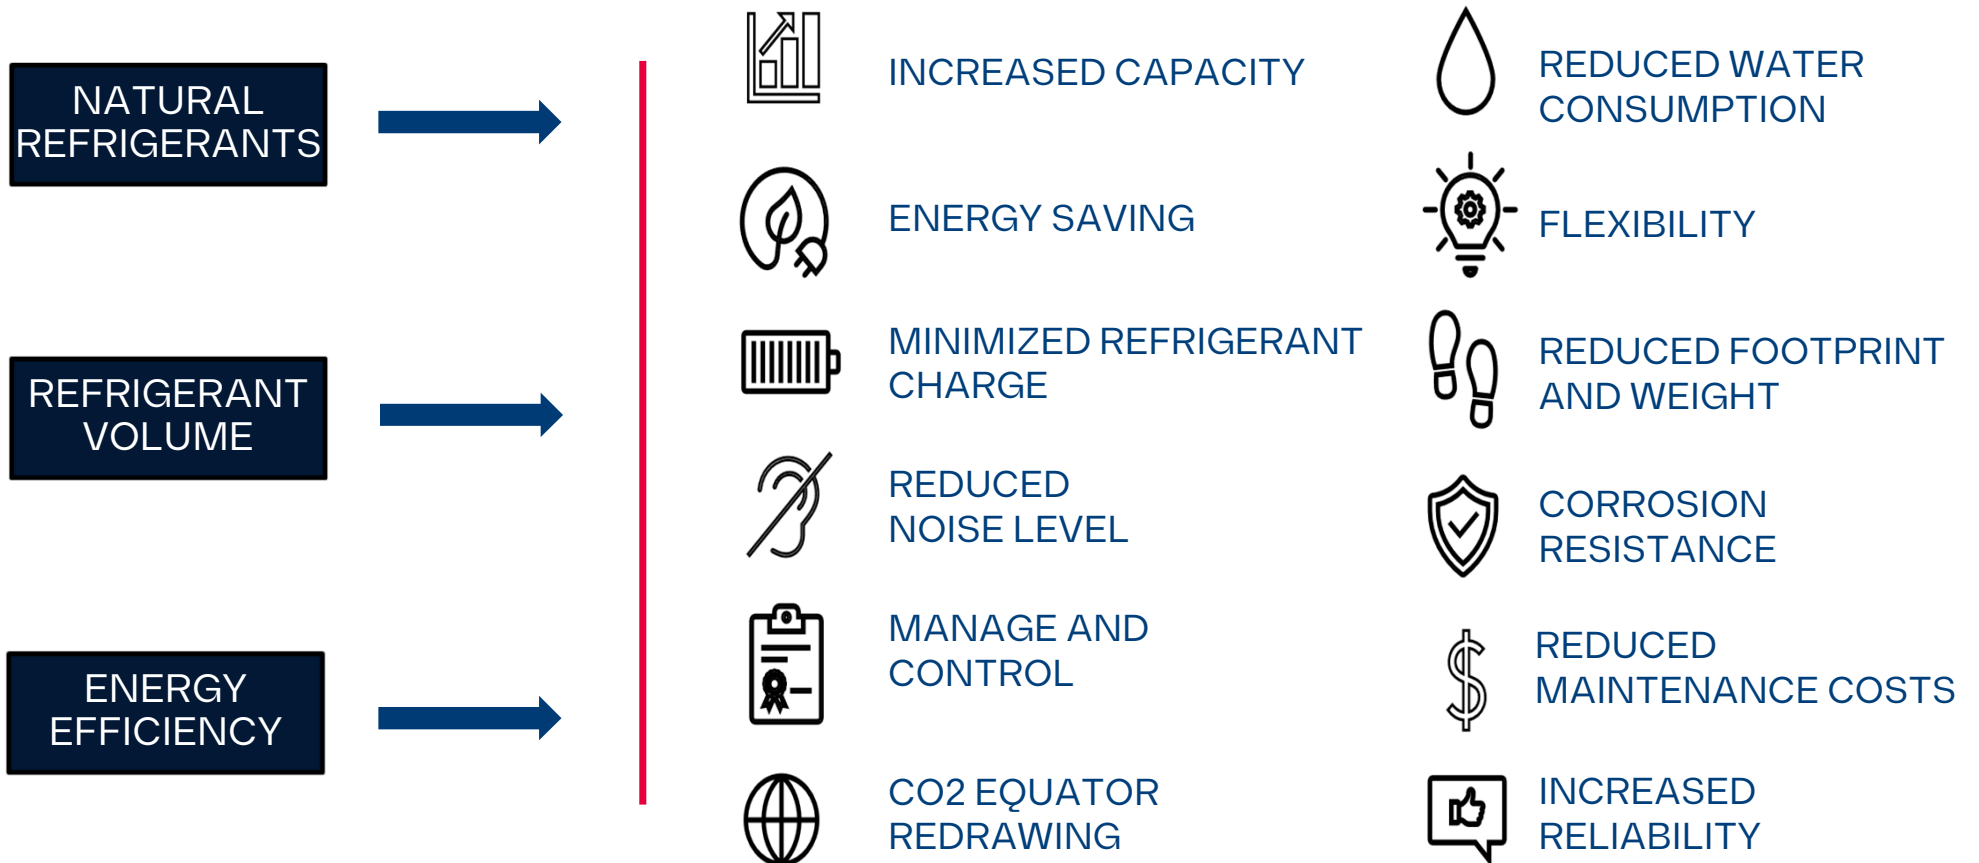 NATURAL
REFRIGERANTS
REFRIGERANT
VOLUME
ENERGY
EFFICIENCY
INCREASED CAPACITY
ENERGY SAVING
MINIMIZED REFRIGERANT
CHARGE
REDUCED
NOISE LEVEL
MANAGE AND
CONTROL
CO2 EQUATOR
REDRAWING
REDUCED WATER
CONSUMPTION
FLEXIBILITY
REDUCED FOOTPRINT
AND WEIGHT
CORROSION
RESISTANCE
REDUCED
MAINTENANCE COSTS
INCREASED
RELIABILITY